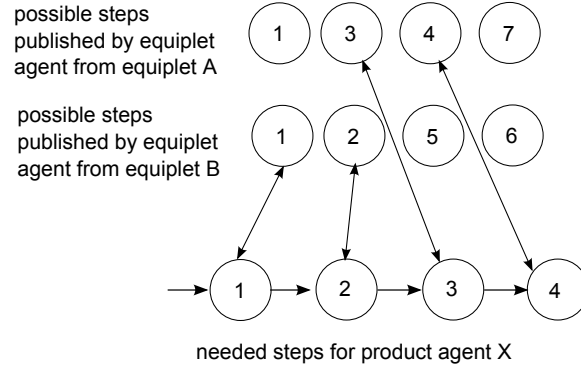 possible steps
published by equiplet
agent from equiplet A
1 3 4 7
possible steps
published by equiplet
agent from equiplet B
1 2 5 6
1 2 3 4
needed steps for product agent X